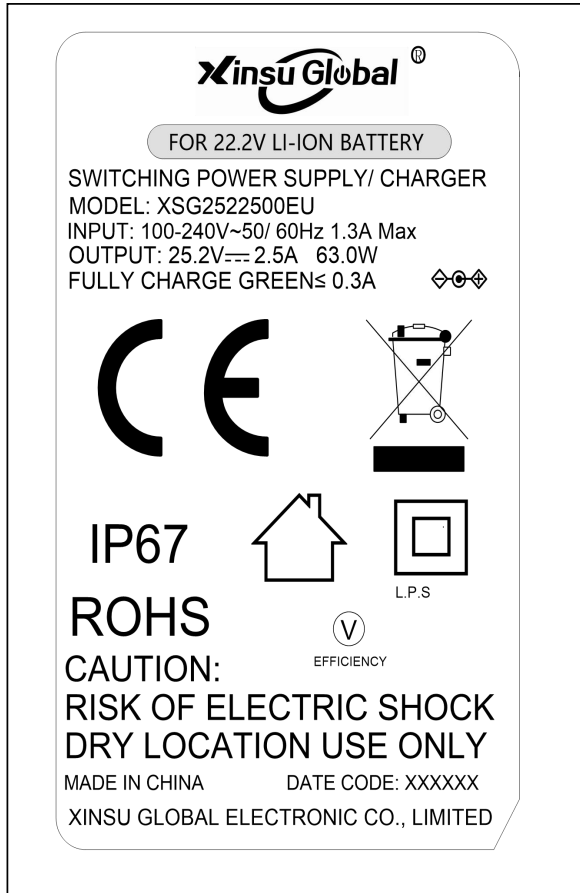 Xinsu Global ®
FOR 22.2V LI-ION BATTERY
SWITCHING POWER SUPPLY/ CHARGER
MODEL: XSG2522500EU
INPUT: 100-240V~50/ 60Hz 1.3A Max
OUTPUT: 25.2V⎓ 2.5A 63.0W
FULLY CHARGE GREEN≤ 0.3A
CE
IP67
L.P.S
ROHS
V
EFFICIENCY
CAUTION:
RISK OF ELECTRIC SHOCK
DRY LOCATION USE ONLY
MADE IN CHINA DATE CODE: XXXXXX
XINSU GLOBAL ELECTRONIC CO., LIMITED